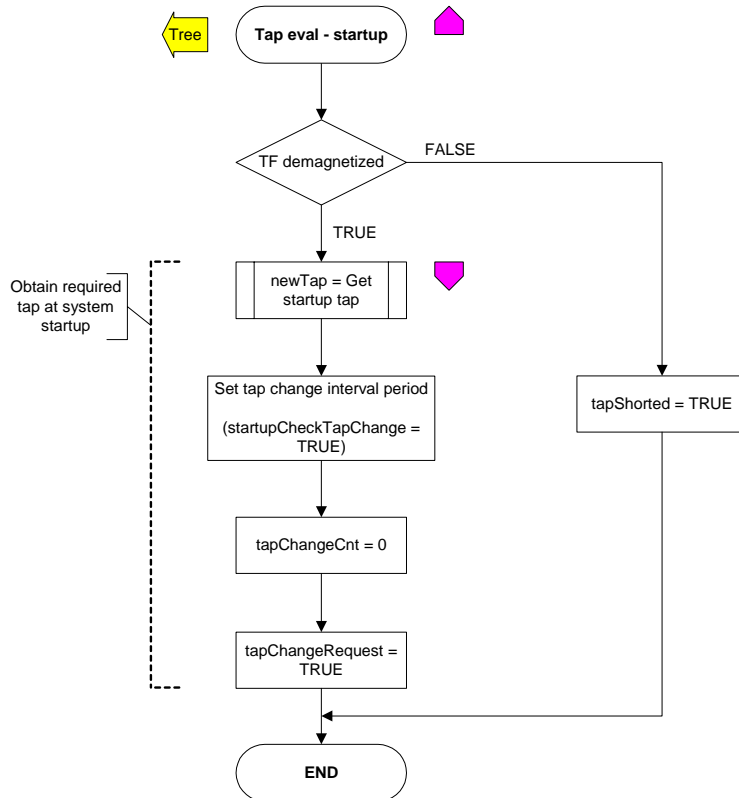 Tree
Tap eval - startup
TF demagnetized
FALSE
TRUE
newTap = Get
startup tap
Obtain required
tap at system
startup
Set tap change interval period
(startupCheckTapChange =
TRUE)
tapShorted = TRUE
tapChangeCnt = 0
tapChangeRequest =
TRUE
END